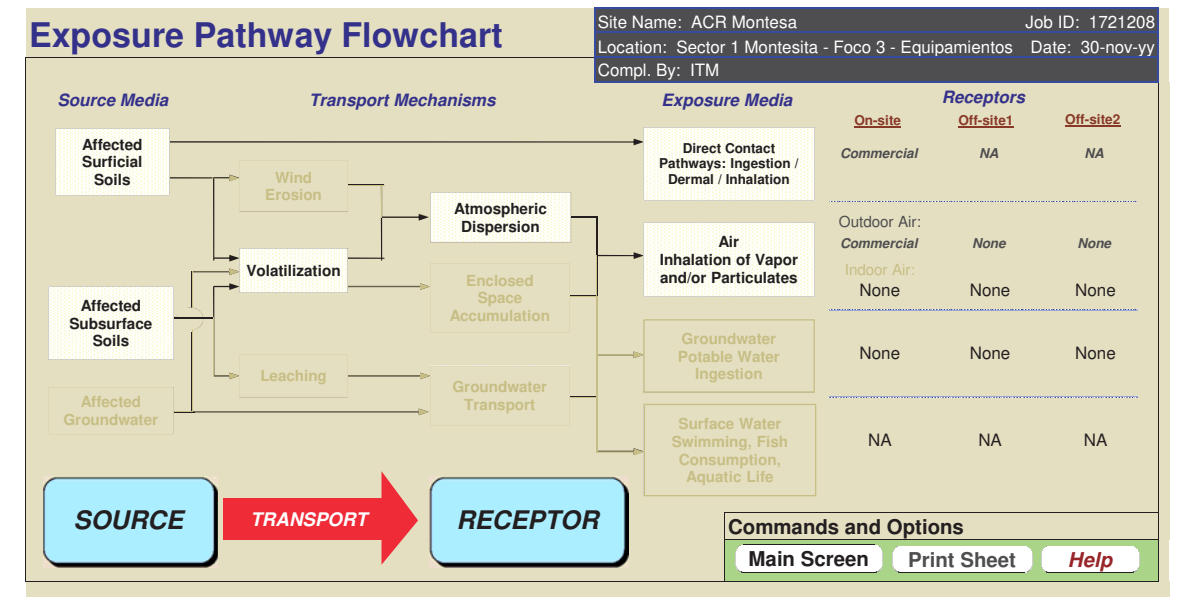 Exposure Pathway Flowchart
Site Name: ACR Montesa Job ID: 1721208
Location: Sector 1 Montesita - Foco 3 - Equipamientos Date: 30-nov-yy
Compl. By: ITM
Source Media
Transport Mechanisms
Exposure Media
Receptors
On-site
Off-site1
Off-site2
Affected
Surficial
Soils
Wind
Erosion
Direct Contact
Pathways: Ingestion /
Dermal / Inhalation
Commercial
NA
NA
Atmospheric
Dispersion
Volatilization
Air
Inhalation of Vapor
and/or Particulates
Outdoor Air:
Commercial
None
None
Indoor Air:
None
None
None
Enclosed
Space
Accumulation
Affected
Subsurface
Soils
Groundwater
Potable Water
Ingestion
None
None
None
Leaching
Groundwater
Transport
Affected
Groundwater
Surface Water
Swimming, Fish
Consumption,
Aquatic Life
NA
NA
NA
SOURCE
TRANSPORT
RECEPTOR
Commands and Options
Main Screen
Print Sheet
Help